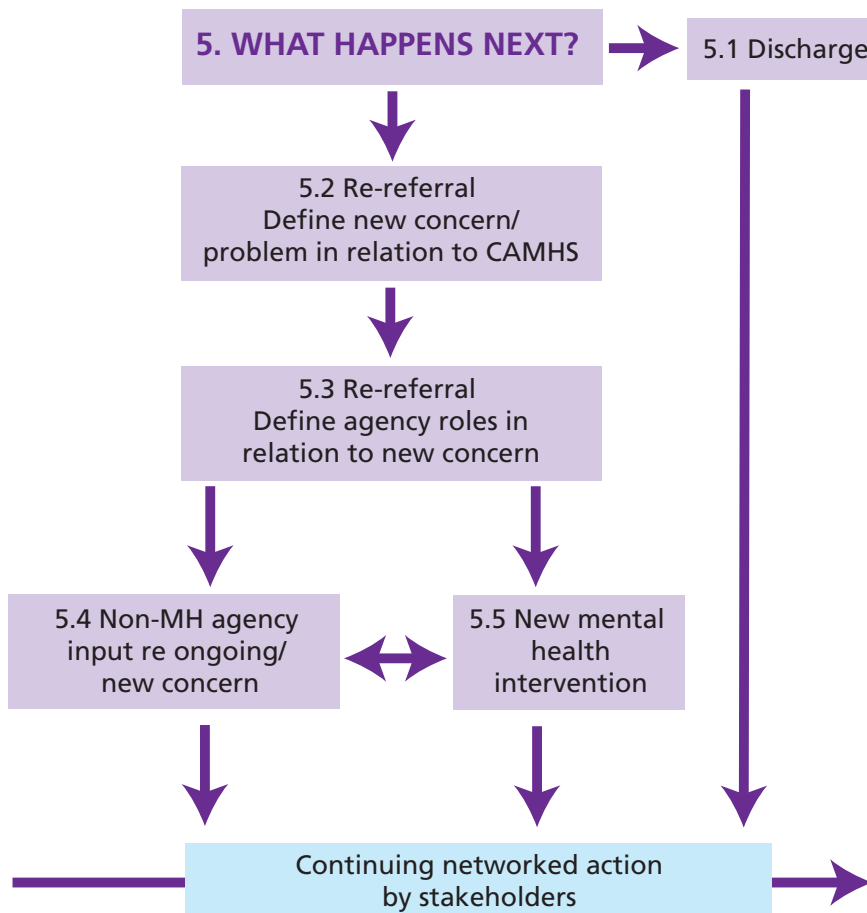 5. WHAT HAPPENS NEXT?
5.1 Discharge
5.2 Re-referral
Define new concern/
problem in relation to CAMHS
5.3 Re-referral
Define agency roles in
relation to new concern
5.4 Non-MH agency
input re ongoing/
new concern
5.5 New mental
health
intervention
Continuing networked action
by stakeholders